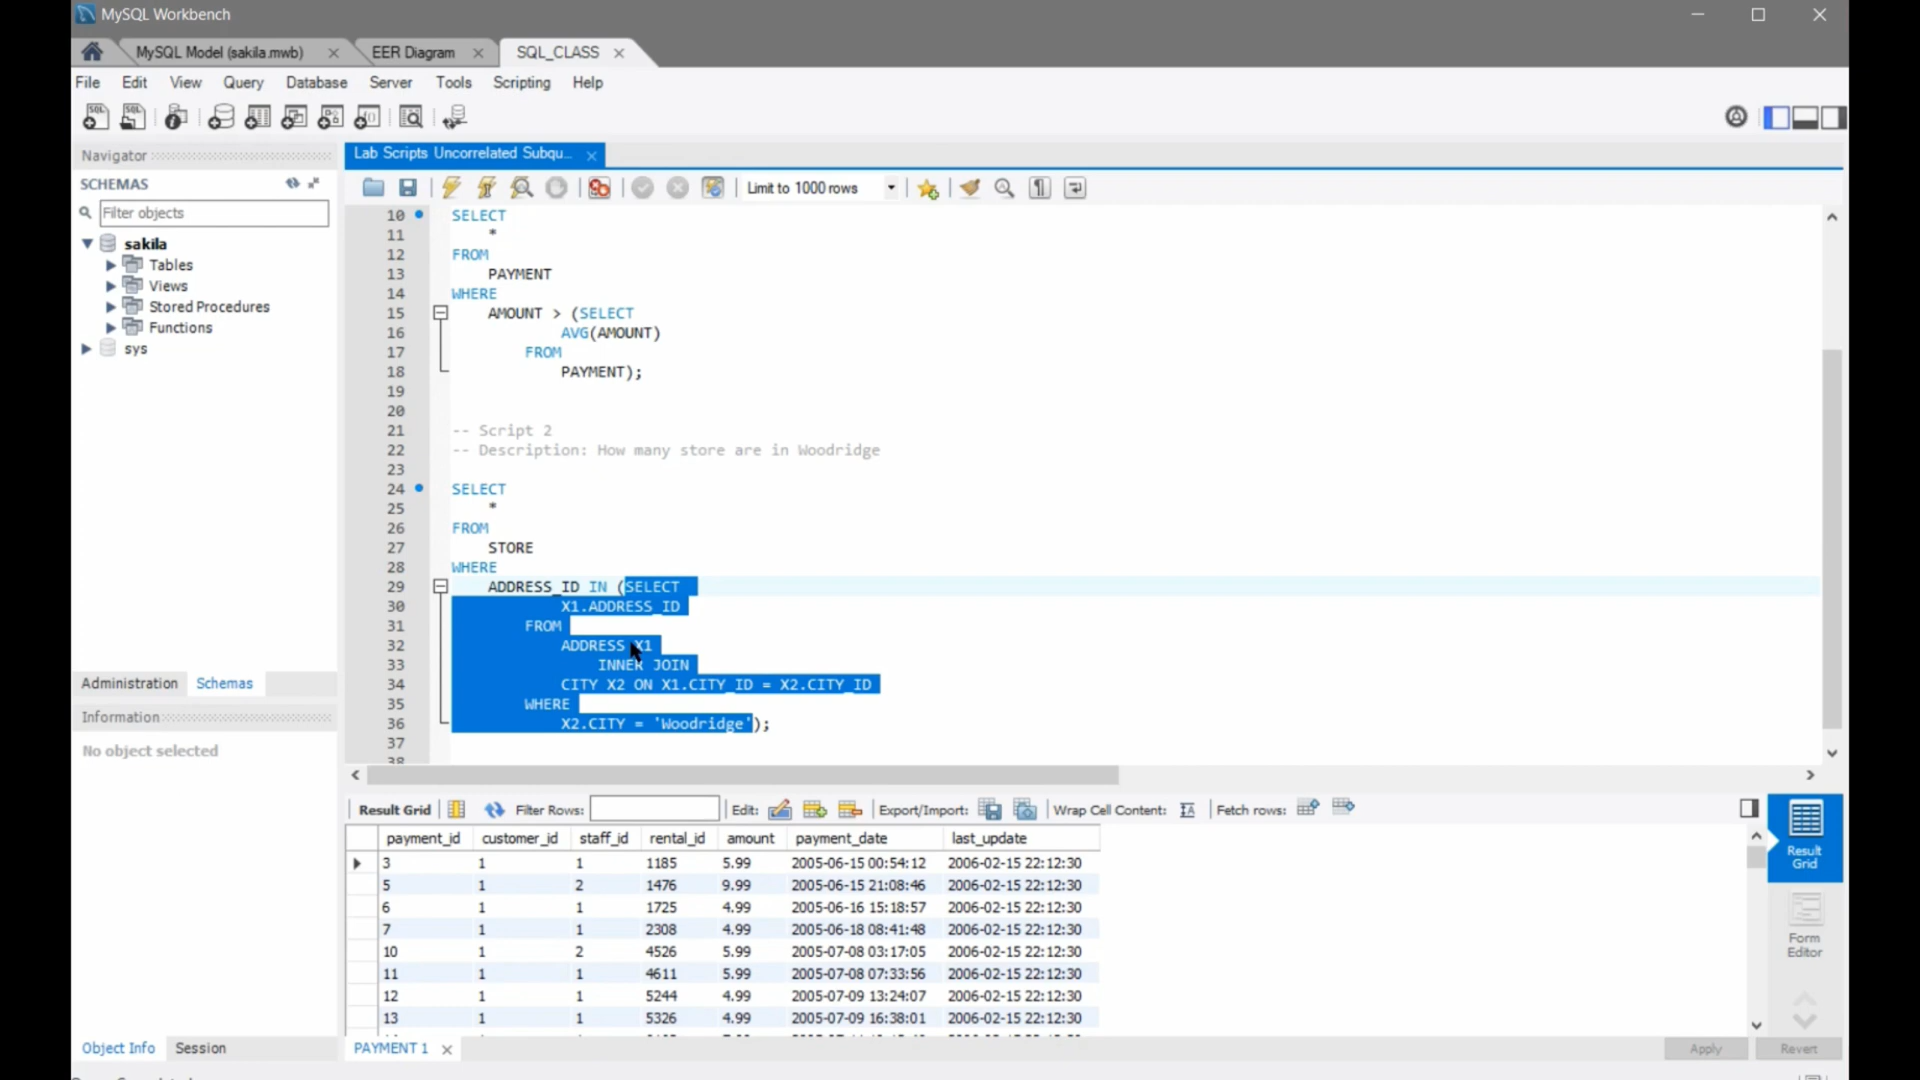 MySQL Workbench
MySQL Model (sakila.mwb)
EER Diagram
SQL_CLASS
File Edit View Query Database Server Tools Scripting Help
Navigator
SCHEMAS
Filter objects
sakila
Tables
Views
Stored Procedures
Functions
sys
Administration Schemas
Information
No object selected
Object Info Session
Lab Scripts Uncorrelated Subqu...
Limit to 1000 rows
10 SELECT
11 *
12 FROM
13 PAYMENT
14 WHERE
15 AMOUNT > (SELECT
16 AVG(AMOUNT)
17 FROM
18 PAYMENT);
19
20
21 -- Script 2
22 -- Description: How many store are in Woodridge
23
24 SELECT
25 *
26 FROM
27 STORE
28 WHERE
29 ADDRESS_ID IN (SELECT
30 X1.ADDRESS_ID
31 FROM
32 ADDRESS X1
33 INNER JOIN
34 CITY X2 ON X1.CITY_ID = X2.CITY_ID
35 WHERE
36 X2.CITY = 'Woodridge');
37
38
Result Grid Filter Rows: Edit: Export/Import: Wrap Cell Content: Fetch rows:
payment_id customer_id staff_id rental_id amount payment_date last_update
3 1 1 1185 5.99 2005-06-15 00:54:12 2006-02-15 22:12:30
5 1 2 1476 9.99 2005-06-15 21:08:46 2006-02-15 22:12:30
6 1 1 1725 4.99 2005-06-16 15:18:57 2006-02-15 22:12:30
7 1 1 2308 4.99 2005-06-18 08:41:48 2006-02-15 22:12:30
10 1 2 4526 5.99 2005-07-08 03:17:05 2006-02-15 22:12:30
11 1 1 4611 5.99 2005-07-08 07:33:56 2006-02-15 22:12:30
12 1 1 5244 4.99 2005-07-09 13:24:07 2006-02-15 22:12:30
13 1 1 5326 4.99 2005-07-09 16:38:01 2006-02-15 22:12:30
Result
Grid
Form
Editor
PAYMENT 1
Apply Revert